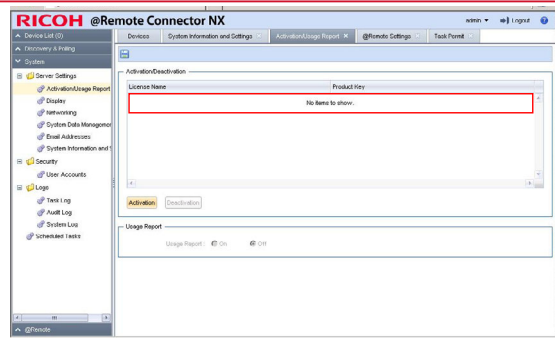 RICOH @Remote Connector NX
admin
Logout
Device List (0)
Discovery & Polling
System
Server Settings
Activation/Usage Report
Display
Networking
System Data Managemer
Email Addresses
System Information and S
Security
User Accounts
Logs
Task Log
Audit Log
System Log
Scheduled Tasks
@Remote
Devices
System Information and Settings
Activation/Usage Report
@Remote Settings
Task Permit
Activation/Deactivation
License Name
Product Key
No items to show.
Activation
Deactivation
Usage Report
Usage Report : On Off